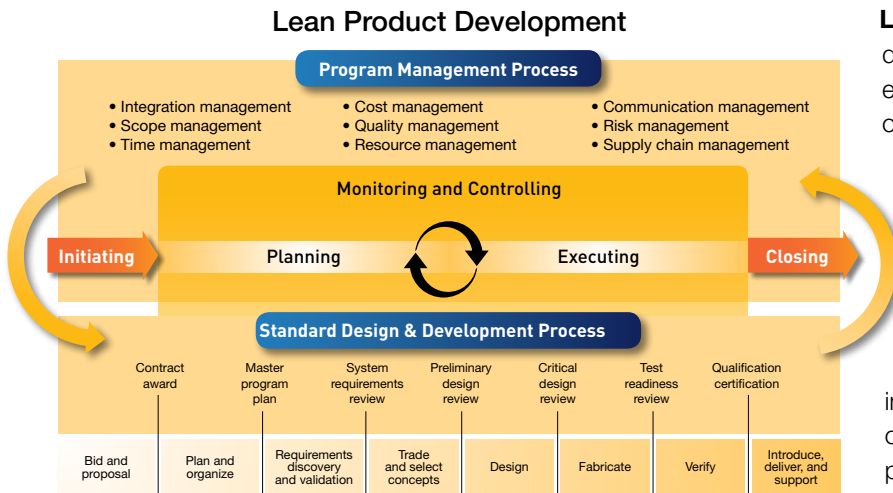 Lean Product Development
Program Management Process
• Integration management
• Scope management
• Time management
• Cost management
• Quality management
• Resource management
• Communication management
• Risk management
• Supply chain management
Monitoring and Controlling
Initiating
Planning
Executing
Closing
Standard Design & Development Process
Contract
award
Master
program
plan
System
requirements
review
Preliminary
design
review
Critical
design
review
Test
readiness
review
Qualification
certification
Bid and
proposal
Plan and
organize
Requirements
discovery
and validation
Trade
and select
concepts
Design
Fabricate
Verify
Introduce,
deliver, and
support